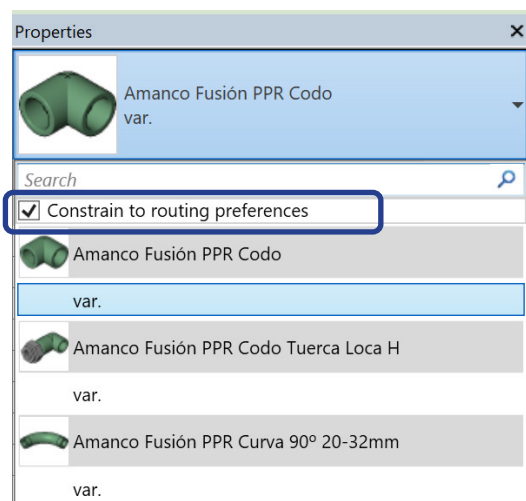 Properties
Amanco Fusión PPR Codo
var.
Search
Constrain to routing preferences
Amanco Fusión PPR Codo
var.
Amanco Fusión PPR Codo Tuerca Loca H
var.
Amanco Fusión PPR Curva 90º 20-32mm
var.